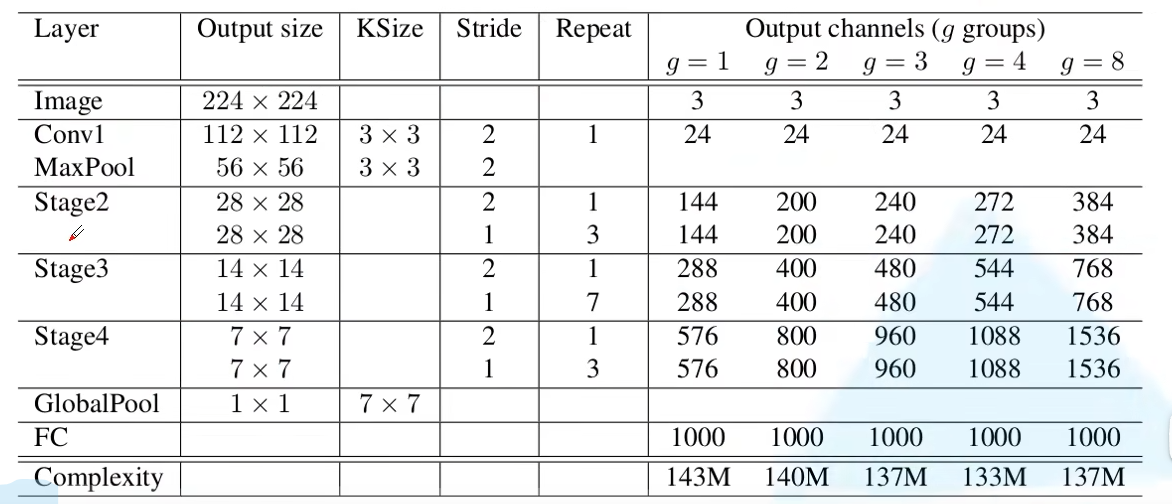 Layer Output size KSize Stride Repeat Output channels (g groups)
g = 1 g = 2 g = 3 g = 4 g = 8
Image 224 × 224 3 3 3 3 3
Conv1 112 × 112 3 × 3 2 1 24 24 24 24 24
MaxPool 56 × 56 3 × 3 2
Stage2 28 × 28 2 1 144 200 240 272 384
28 × 28 1 3 144 200 240 272 384
Stage3 14 × 14 2 1 288 400 480 544 768
14 × 14 1 7 288 400 480 544 768
Stage4 7 × 7 2 1 576 800 960 1088 1536
7 × 7 1 3 576 800 960 1088 1536
GlobalPool 1 × 1 7 × 7
FC 1000 1000 1000 1000 1000
Complexity 143M 140M 137M 133M 137M